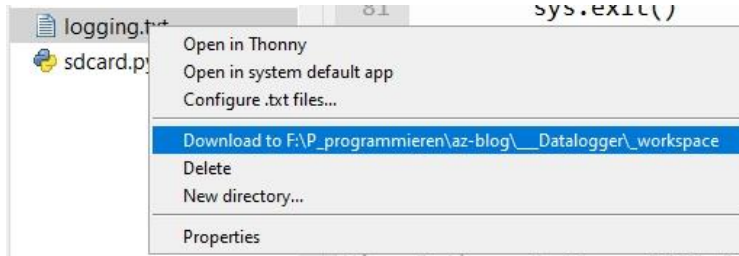 81 sys.exit()
logging.txt
sdcard.py
Open in Thonny
Open in system default app
Configure .txt files...
Download to F:\P_programmieren\az-blog\___Datalogger\_workspace
Delete
New directory...
Properties